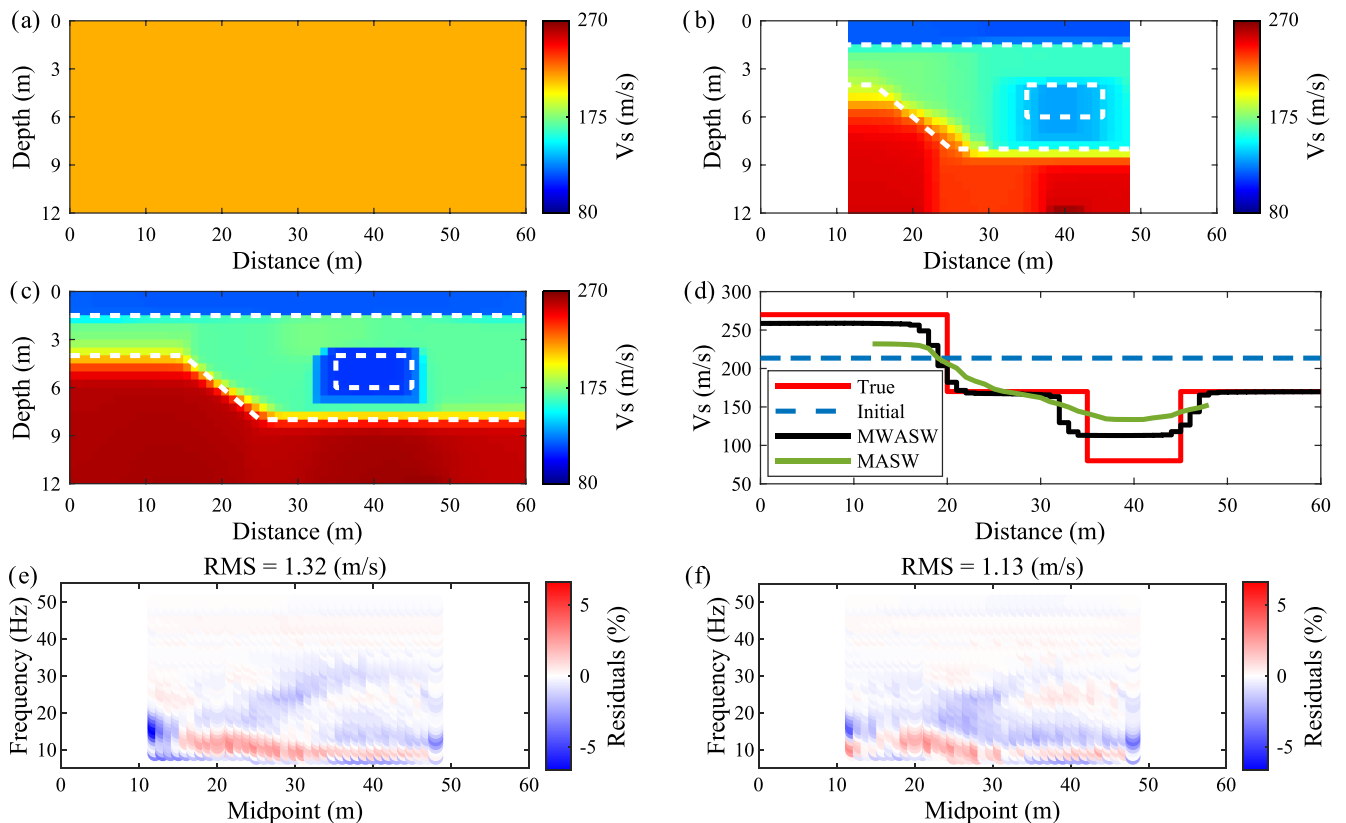 (a)
0
3
6
9
12
Depth (m)
0 10 20 30 40 50 60
Distance (m)
270
175
80
Vs (m/s)
(b)
0
3
6
9
12
Depth (m)
0 10 20 30 40 50 60
Distance (m)
270
175
80
Vs (m/s)
(c)
0
3
6
9
12
Depth (m)
0 10 20 30 40 50 60
Distance (m)
270
175
80
Vs (m/s)
(d)
300
250
200
150
100
50
Vs (m/s)
True
Initial
MWASW
MASW
0 10 20 30 40 50 60
Distance (m)
(e)
RMS = 1.32 (m/s)
50
40
30
20
10
Frequency (Hz)
0 10 20 30 40 50 60
Midpoint (m)
5
0
-5
Residuals (%)
(f)
RMS = 1.13 (m/s)
50
40
30
20
10
Frequency (Hz)
0 10 20 30 40 50 60
Midpoint (m)
5
0
-5
Residuals (%)